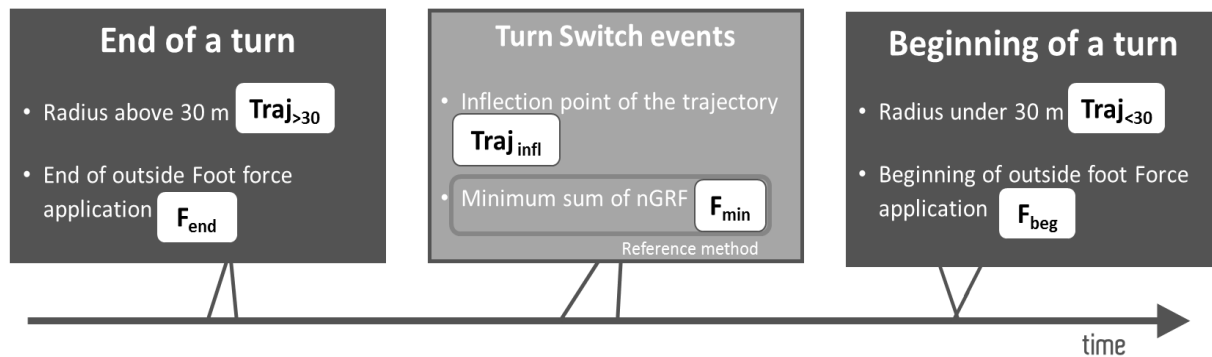 End of a turn
• Radius above 30 m Traj>30
• End of outside Foot force
application Fend
Turn Switch events
• Inflection point of the trajectory
Traj infl
• Minimum sum of nGRF Fmin
Reference method
Beginning of a turn
• Radius under 30 m Traj<30
• Beginning of outside foot Force
application Fbeg
time